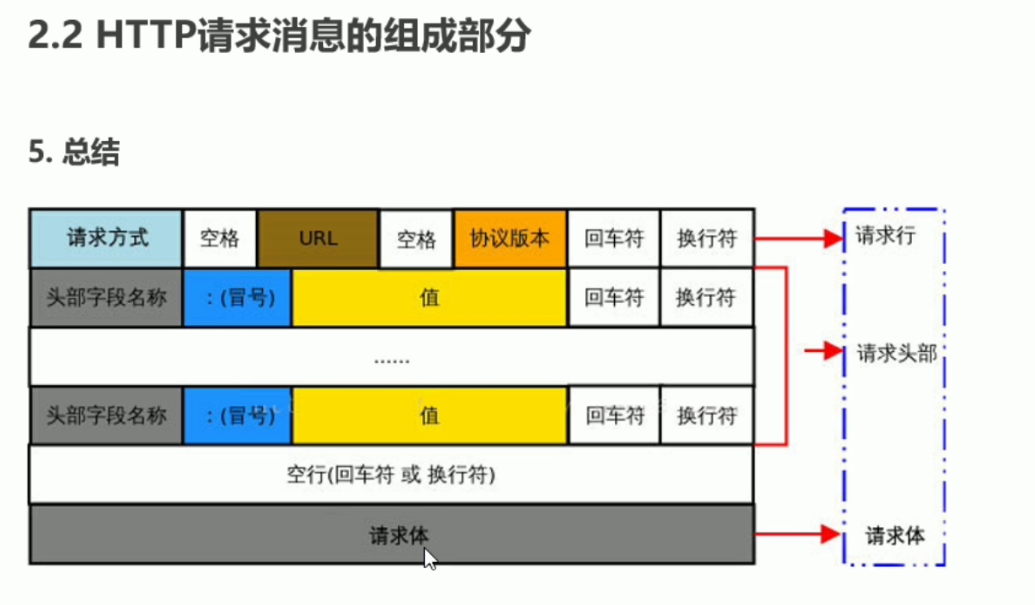 2.2 HTTP请求消息的组成部分
5. 总结
请求方式 空格 URL 空格 协议版本 回车符 换行符 请求行
头部字段名称 : (冒号) 值 回车符 换行符
...... 请求头部
头部字段名称 : (冒号) 值 回车符 换行符
空行(回车符 或 换行符)
请求体 请求体